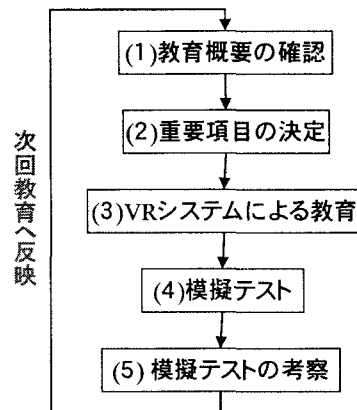 (1)教育概要の確認
(2)重要項目の決定
(3)VRシステムによる教育
(4)模擬テスト
(5)模擬テストの考察
次回教育へ反映